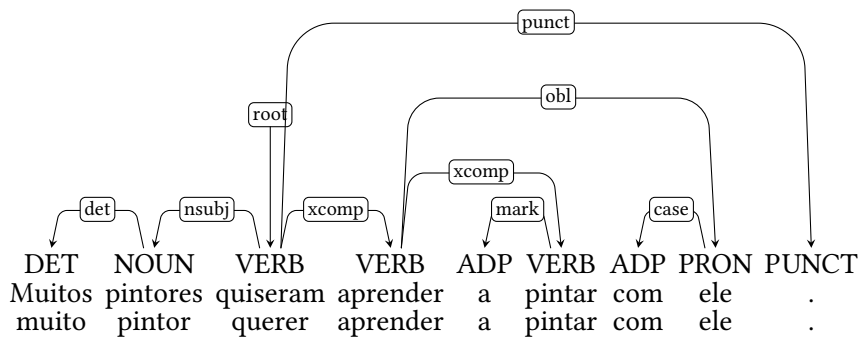 punct
obl
root
xcomp
det nsubj xcomp mark case
DET NOUN VERB VERB ADP VERB ADP PRON PUNCT
Muitos pintores quiseram aprender a pintar com ele .
muito pintor querer aprender a pintar com ele .